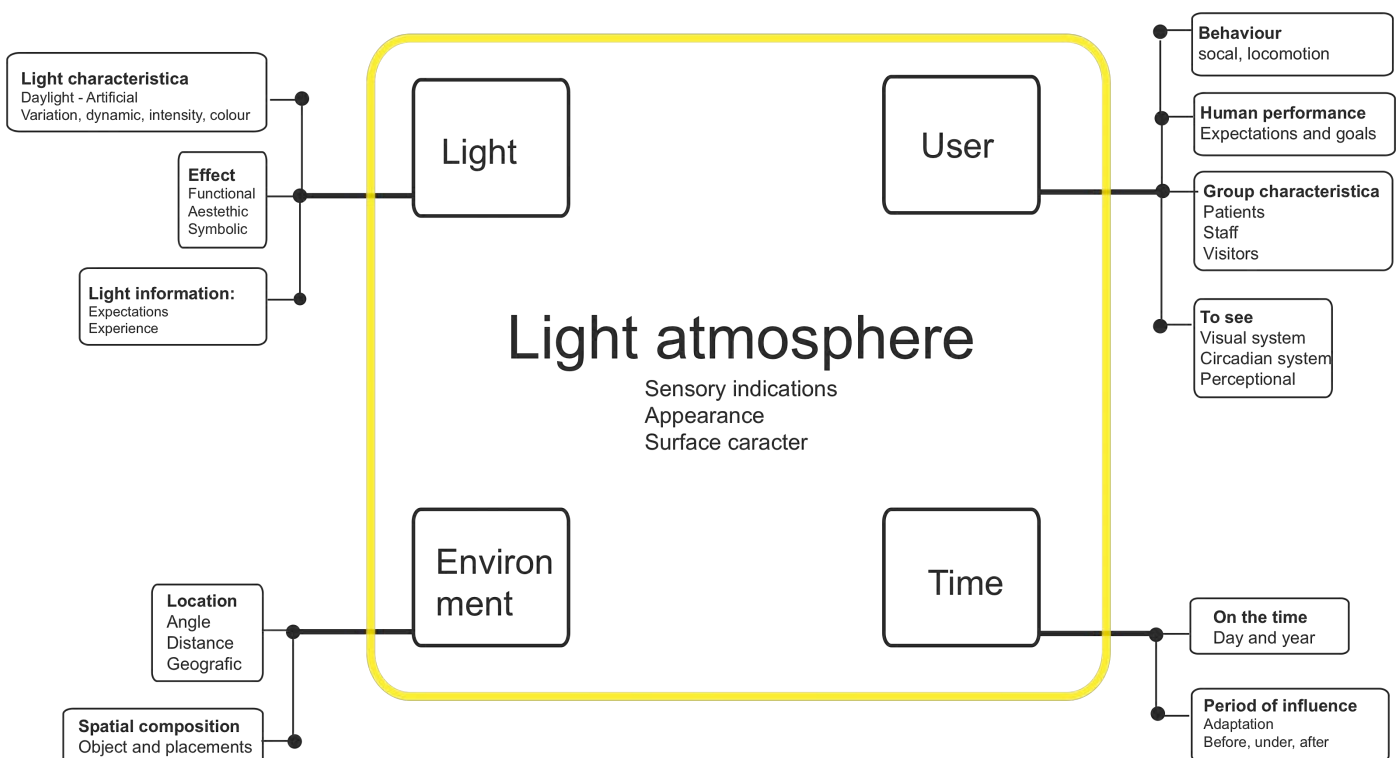 Light characteristica
Daylight - Artificial
Variation, dynamic, intensity, colour
Effect
Functional
Aestethic
Symbolic
Light information:
Expectations
Experience
Light
User
Behaviour
socal, locomotion
Human performance
Expectations and goals
Group characteristica
Patients
Staff
Visitors
To see
Visual system
Circadian system
Perceptional
Light atmosphere
Sensory indications
Appearance
Surface caracter
Environ
ment
Time
Location
Angle
Distance
Geografic
Spatial composition
Object and placements
On the time
Day and year
Period of influence
Adaptation
Before, under, after